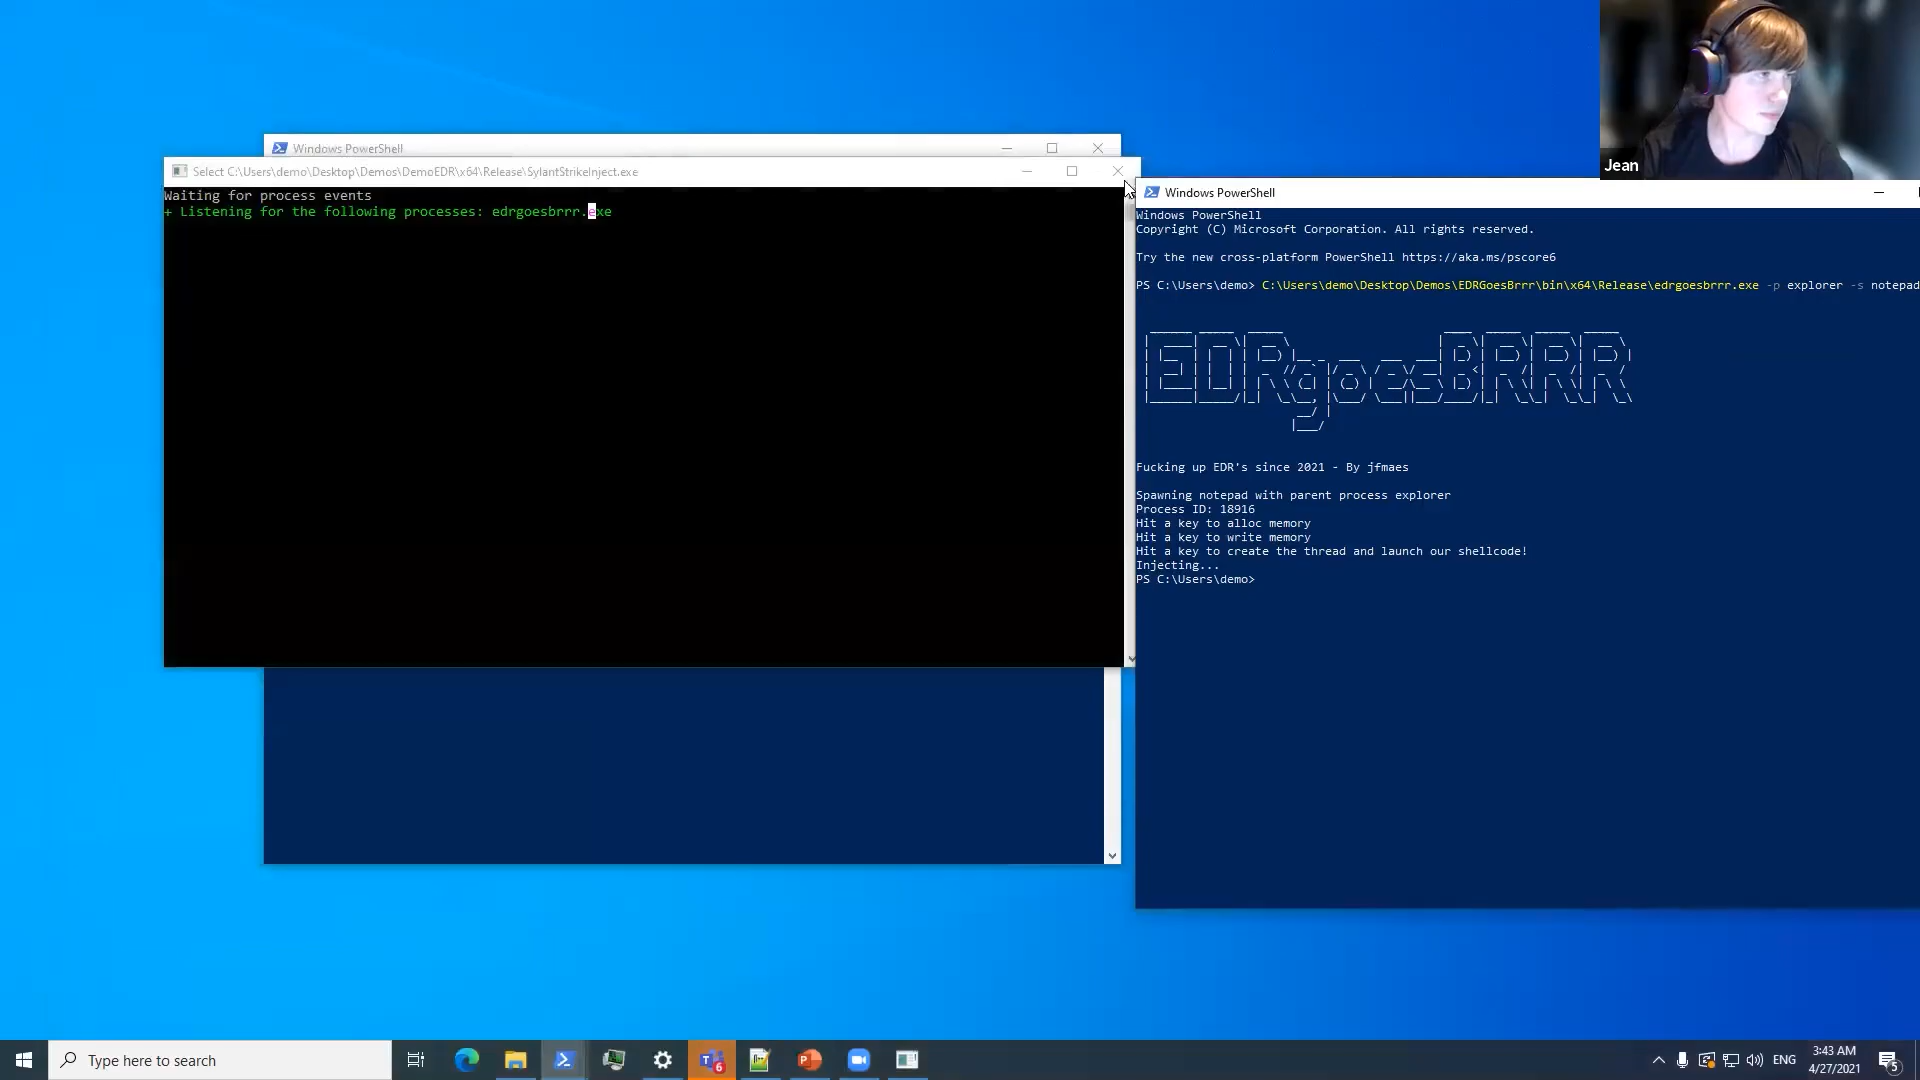 Jean
Windows PowerShell
Select C:\Users\demo\Desktop\Demos\DemoEDR\x64\Release\SylantStrikeInject.exe
Waiting for process events
+ Listening for the following processes: edrgoesbrrr.exe
Windows PowerShell
Windows PowerShell
Copyright (C) Microsoft Corporation. All rights reserved.
Try the new cross-platform PowerShell https://aka.ms/pscore6
PS C:\Users\demo> C:\Users\demo\Desktop\Demos\EDRGoesBrrr\bin\x64\Release\edrgoesbrrr.exe -p explorer -s notepad
EDRgoesBRRR
Fucking up EDR's since 2021 - By jfmaes
Spawning notepad with parent process explorer
Process ID: 18916
Hit a key to alloc memory
Hit a key to write memory
Hit a key to create the thread and launch our shellcode!
Injecting...
PS C:\Users\demo>
Type here to search
6
ENG
3:43 AM
4/27/2021
5